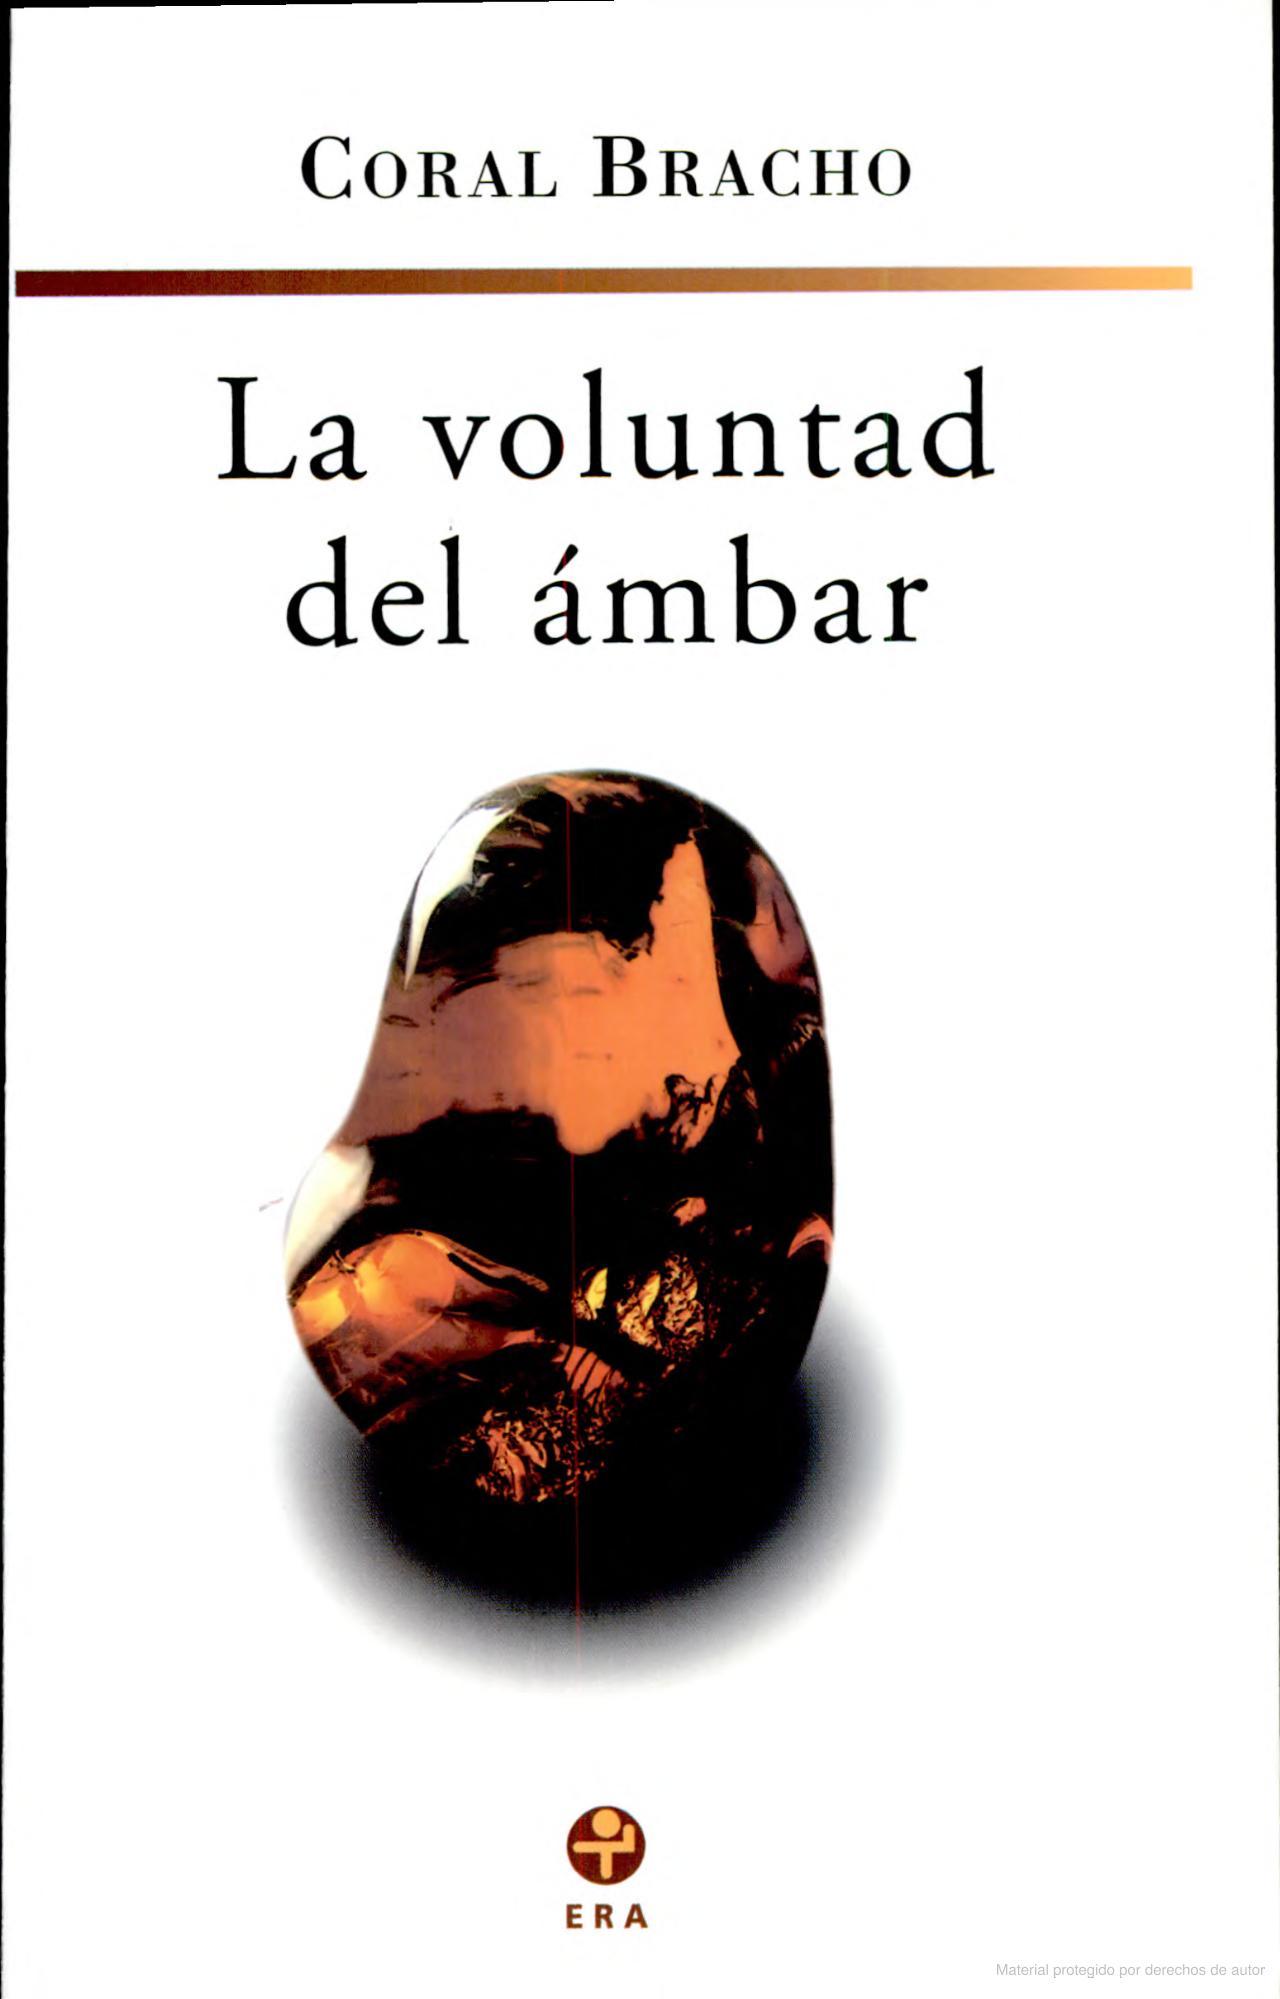 CORAL BRACHO
La voluntad
del ámbar
ERA
Material protegido por derechos de autor